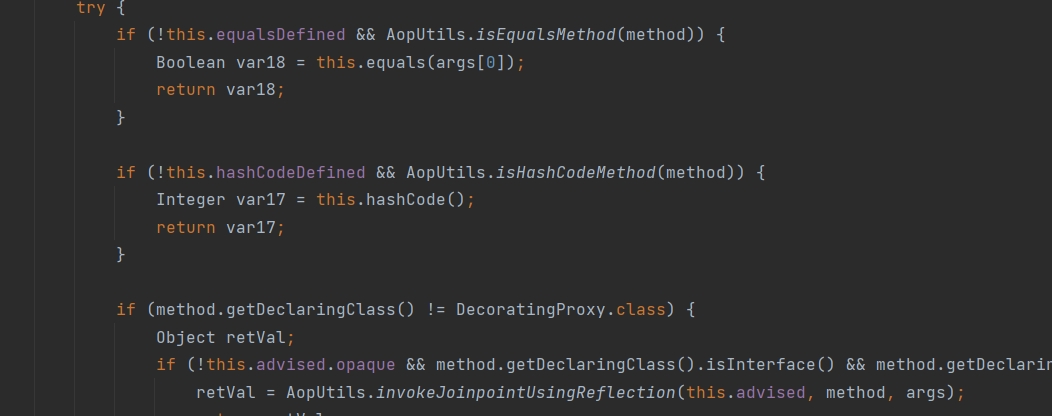 try {
if (!this.equalsDefined && AopUtils.isEqualsMethod(method)) {
Boolean var18 = this.equals(args[0]);
return var18;
}
if (!this.hashCodeDefined && AopUtils.isHashCodeMethod(method)) {
Integer var17 = this.hashCode();
return var17;
}
if (method.getDeclaringClass() != DecoratingProxy.class) {
Object retVal;
if (!this.advised.opaque && method.getDeclaringClass().isInterface() && method.getDeclarin
retVal = AopUtils.invokeJoinpointUsingReflection(this.advised, method, args);